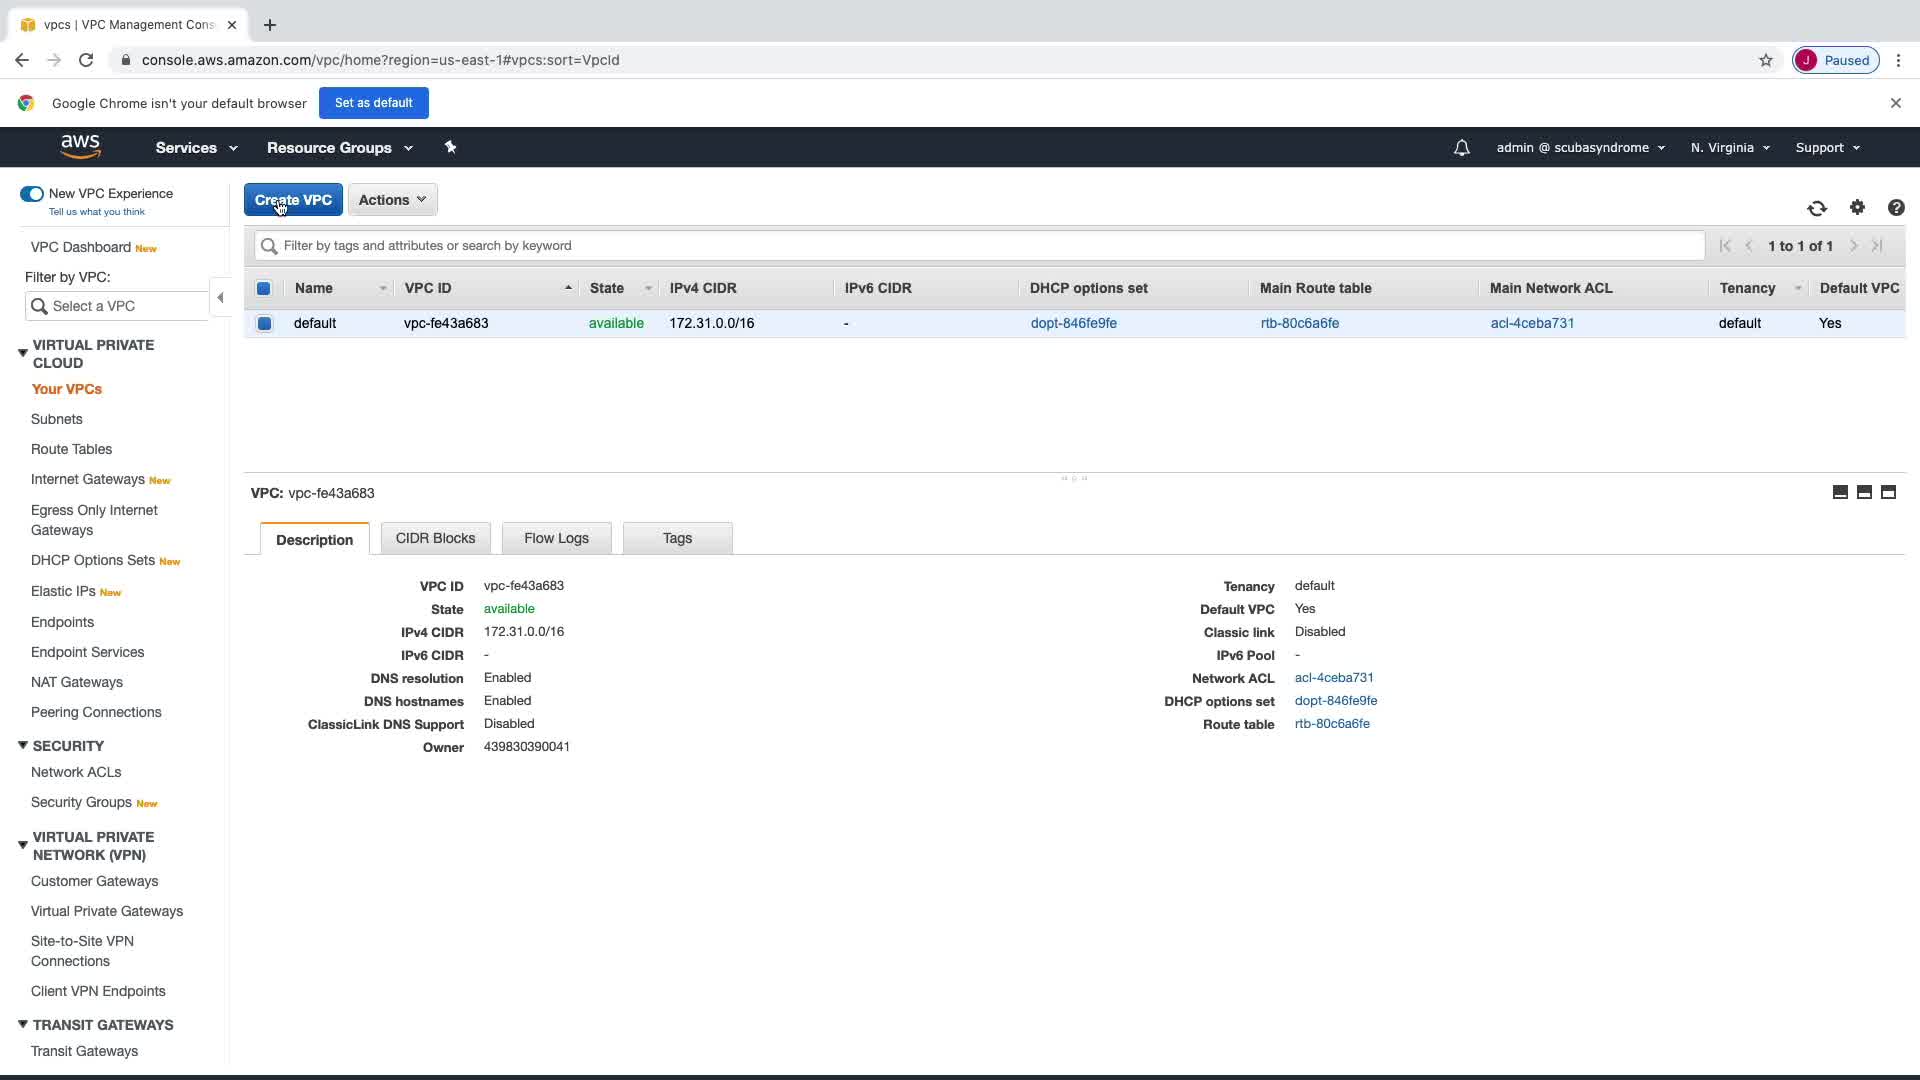 vpcs | VPC Management Cons
console.aws.amazon.com/vpc/home?region=us-east-1#vpcs:sort=VpcId
J Paused
Google Chrome isn't your default browser Set as default
aws Services Resource Groups admin @ scubasyndrome N. Virginia Support
New VPC Experience
Tell us what you think
VPC Dashboard New
Filter by VPC:
Select a VPC
VIRTUAL PRIVATE
CLOUD
Your VPCs
Subnets
Route Tables
Internet Gateways New
Egress Only Internet
Gateways
DHCP Options Sets New
Elastic IPs New
Endpoints
Endpoint Services
NAT Gateways
Peering Connections
SECURITY
Network ACLs
Security Groups New
VIRTUAL PRIVATE
NETWORK (VPN)
Customer Gateways
Virtual Private Gateways
Site-to-Site VPN
Connections
Client VPN Endpoints
TRANSIT GATEWAYS
Transit Gateways
Create VPC Actions
Filter by tags and attributes or search by keyword 1 to 1 of 1
Name VPC ID State IPv4 CIDR IPv6 CIDR DHCP options set Main Route table Main Network ACL Tenancy Default VPC
default vpc-fe43a683 available 172.31.0.0/16 - dopt-846fe9fe rtb-80c6a6fe acl-4ceba731 default Yes
VPC: vpc-fe43a683
Description CIDR Blocks Flow Logs Tags
VPC ID vpc-fe43a683 Tenancy default
State available Default VPC Yes
IPv4 CIDR 172.31.0.0/16 Classic link Disabled
IPv6 CIDR - IPv6 Pool -
DNS resolution Enabled Network ACL acl-4ceba731
DNS hostnames Enabled DHCP options set dopt-846fe9fe
ClassicLink DNS Support Disabled Route table rtb-80c6a6fe
Owner 439830390041